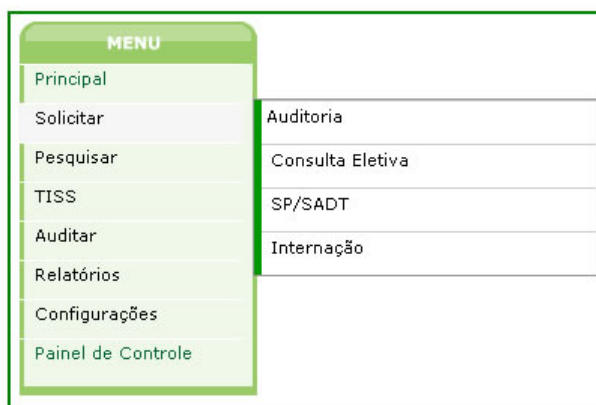 MENU
Principal
Solicitar
Pesquisar
TISS
Auditar
Relatórios
Configurações
Painel de Controle
Auditoria
Consulta Eletiva
SP/SADT
Internação